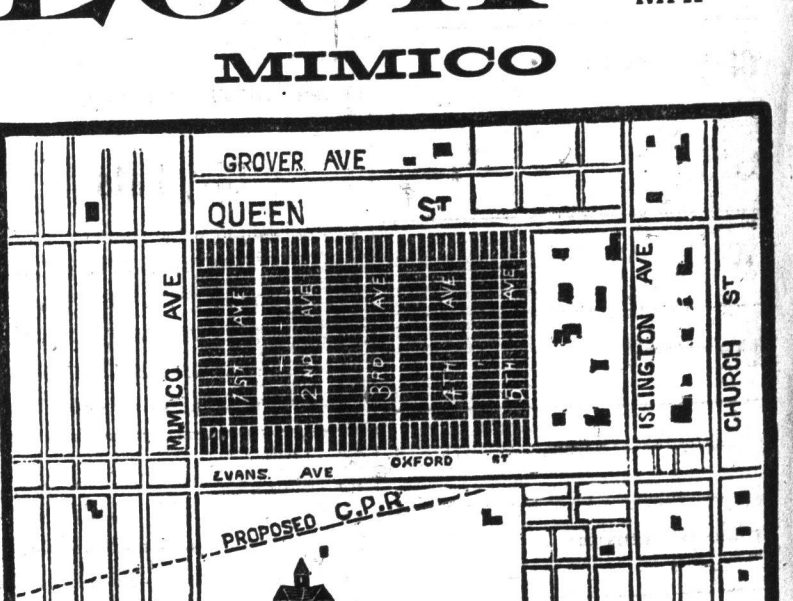 LOOK
MIMICO
GROVER AVE
QUEEN ST
MIMICO AVE
1ST AVE
2ND AVE
3RD AVE
4TH AVE
5TH AVE
ISLINGTON AVE
CHURCH ST
EVANS. AVE
OXFORD ST
PROPOSED C.P.R